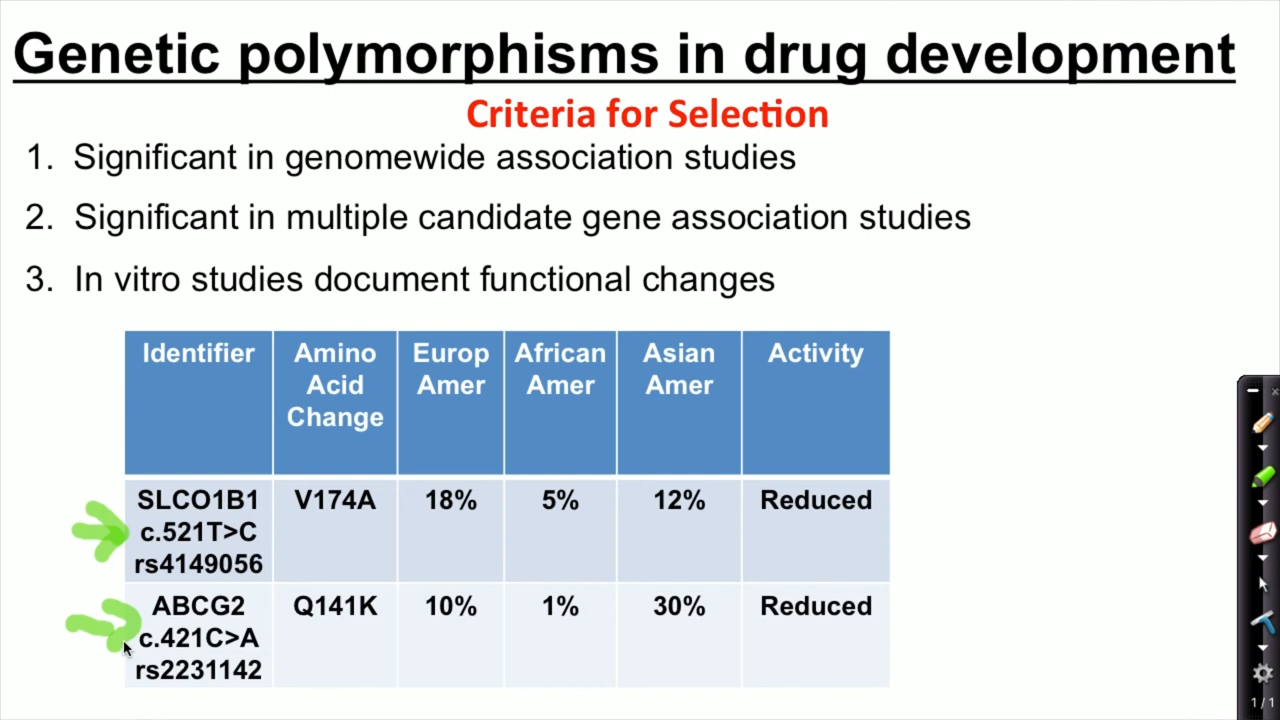 Genetic polymorphisms in drug development
Criteria for Selection
1. Significant in genomewide association studies
2. Significant in multiple candidate gene association studies
3. In vitro studies document functional changes
Identifier
Amino
Acid
Change
Europ
Amer
African
Amer
Asian
Amer
Activity
SLCO1B1
c.521T>C
rs4149056
V174A
18%
5%
12%
Reduced
ABCG2
c.421C>A
rs2231142
Q141K
10%
1%
30%
Reduced
1/1